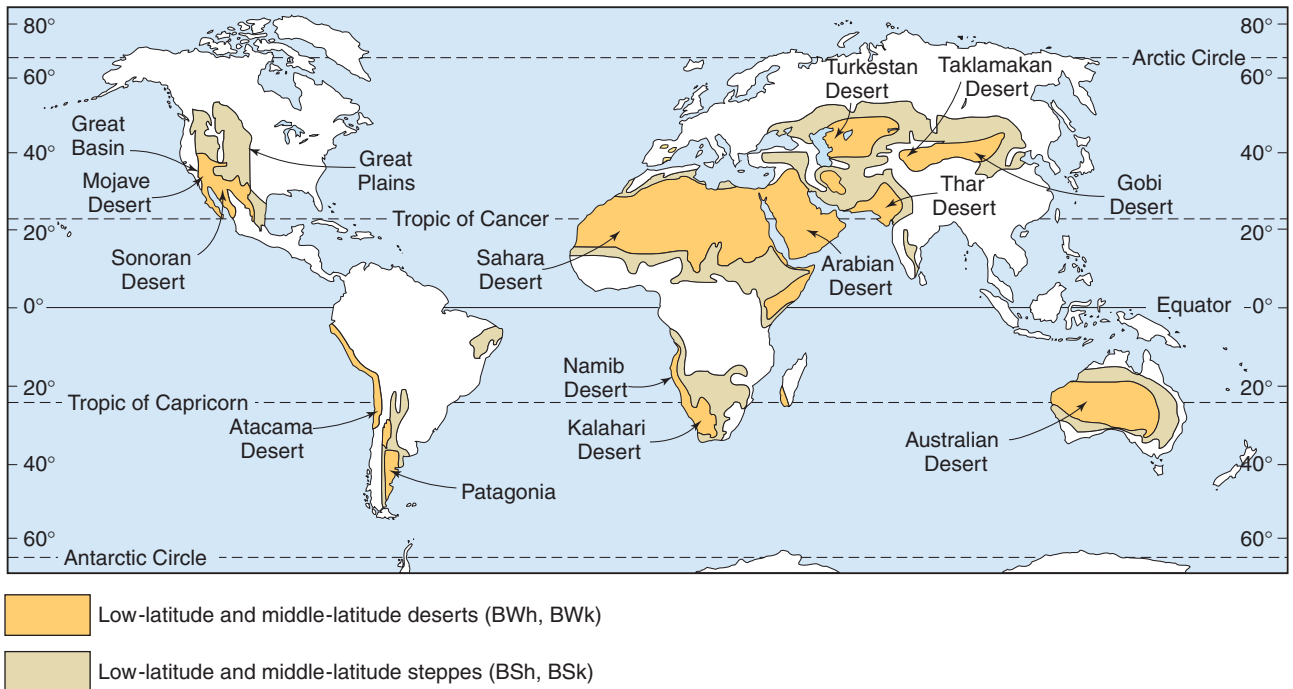 80°
80°
Arctic Circle
60°
60°
Turkestan
Desert
Taklamakan
Desert
Great
Basin
40°
40°
Great
Plains
Mojave
Desert
Thar
Desert
Gobi
Desert
Tropic of Cancer
20°
20°
Sonoran
Desert
Sahara
Desert
Arabian
Desert
0°
Equator
0°
Namib
Desert
20°
20°
Tropic of Capricorn
Atacama
Desert
Kalahari
Desert
Australian
Desert
40°
40°
Patagonia
60°
60°
Antarctic Circle
Low-latitude and middle-latitude deserts (BWh, BWk)
Low-latitude and middle-latitude steppes (BSh, BSk)